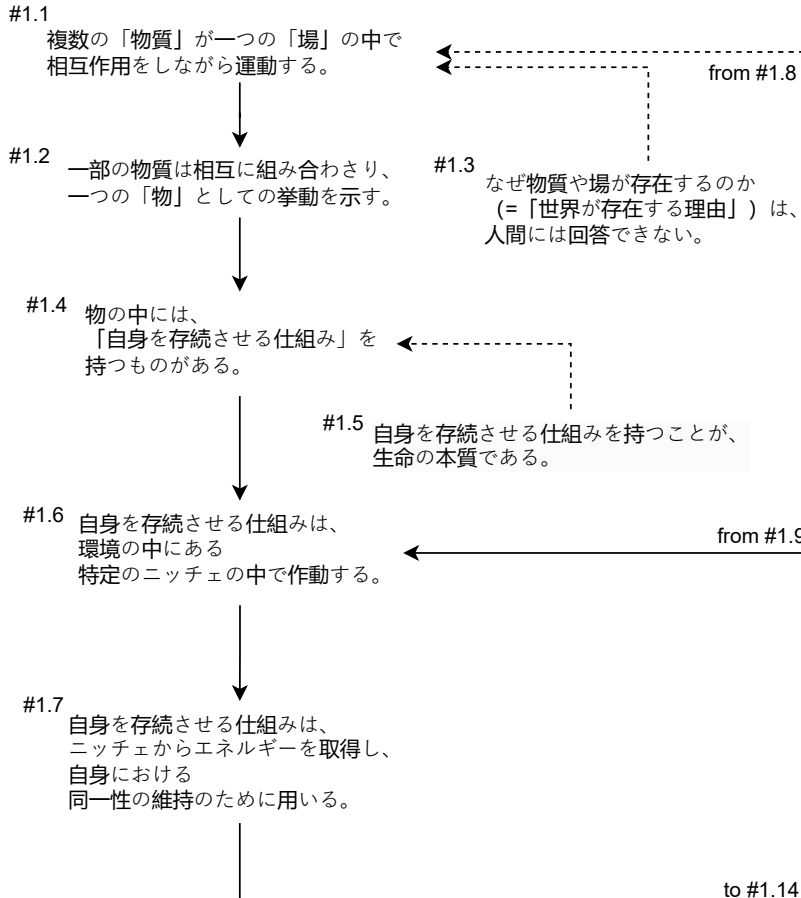 #1.1
複数の「物質」が一つの「場」の中で
相互作用をしながら運動する。
from #1.8
#1.2
一部の物質は相互に組み合わさり、
一つの「物」としての挙動を示す。
#1.3
なぜ物質や場が存在するのか
（=「世界が存在する理由」）は、
人間には回答できない。
#1.4
物の中には、
「自身を存続させる仕組み」を
持つものがある。
#1.5
自身を存続させる仕組みを持つことが、
生命の本質である。
#1.6
自身を存続させる仕組みは、
環境の中にある
特定のニッチェの中で作動する。
from #1.9
#1.7
自身を存続させる仕組みは、
ニッチェからエネルギーを取得し、
自身における
同一性の維持のために用いる。
to #1.14